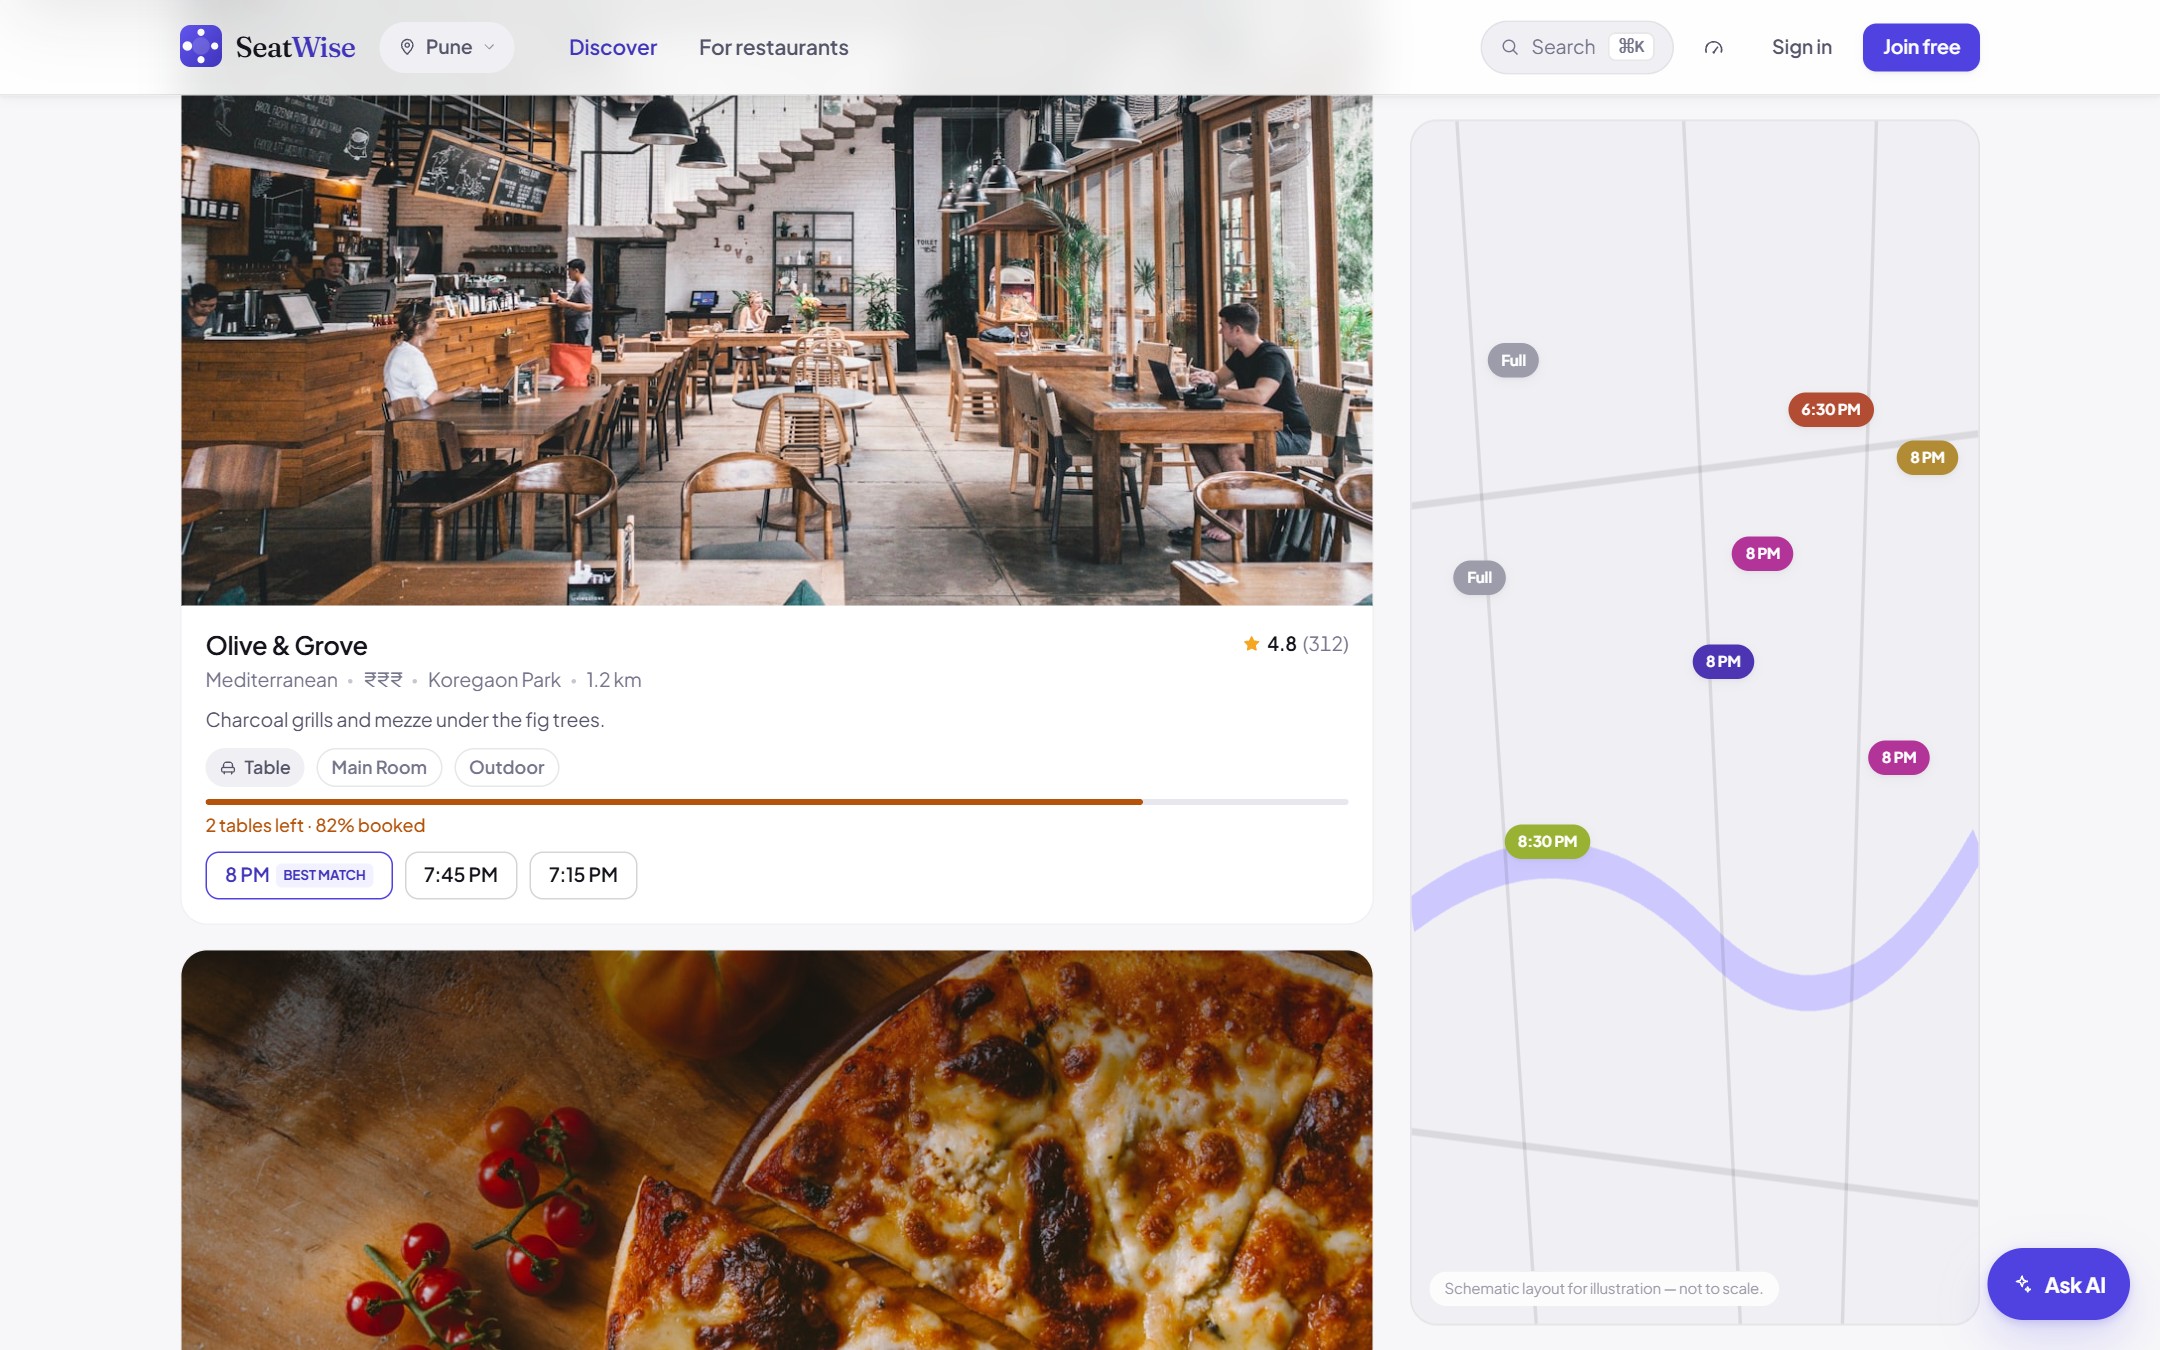 SeatWise
Pune
Discover
For restaurants
Search ⌘K
Sign in
Join free
love
TOILET
Olive & Grove
4.8 (312)
Mediterranean • ₹₹₹ • Koregaon Park • 1.2 km
Charcoal grills and mezze under the fig trees.
Table
Main Room
Outdoor
2 tables left · 82% booked
8 PM BEST MATCH
7:45 PM
7:15 PM
Full
6:30 PM
8 PM
8 PM
Full
8 PM
8 PM
8:30 PM
Schematic layout for illustration — not to scale.
Ask AI